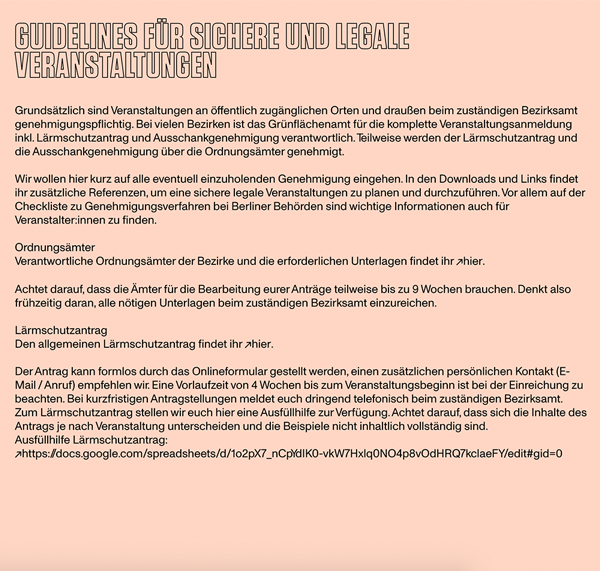 GUIDELINES FÜR SICHERE UND LEGALE
VERANSTALTUNGEN
Grundsätzlich sind Veranstaltungen an öffentlich zugänglichen Orten und draußen beim zuständigen Bezirksamt
genehmigungspflichtig. Bei vielen Bezirken ist das Grünflächenamt für die komplette Veranstaltungsanmeldung
inkl. Lärmschutzantrag und Ausschankgenehmigung verantwortlich. Teilweise werden der Lärmschutzantrag und
die Ausschankgenehmigung über die Ordnungsämter genehmigt.
Wir wollen hier kurz auf alle eventuell einzuholenden Genehmigung eingehen. In den Downloads und Links findet
ihr zusätzliche Referenzen, um eine sichere legale Veranstaltungen zu planen und durchzuführen. Vor allem auf der
Checkliste zu Genehmigungsverfahren bei Berliner Behörden sind wichtige Informationen auch für
Veranstalter:innen zu finden.
Ordnungsämter
Verantwortliche Ordnungsämter der Bezirke und die erforderlichen Unterlagen findet ihr ↗hier.
Achtet darauf, dass die Ämter für die Bearbeitung eurer Anträge teilweise bis zu 9 Wochen brauchen. Denkt also
frühzeitig daran, alle nötigen Unterlagen beim zuständigen Bezirksamt einzureichen.
Lärmschutzantrag
Den allgemeinen Lärmschutzantrag findet ihr ↗hier.
Der Antrag kann formlos durch das Onlineformular gestellt werden, einen zusätzlichen persönlichen Kontakt (E-
Mail / Anruf) empfehlen wir. Eine Vorlaufzeit von 4 Wochen bis zum Veranstaltungsbeginn ist bei der Einreichung zu
beachten. Bei kurzfristigen Antragstellungen meldet euch dringend telefonisch beim zuständigen Bezirksamt.
Zum Lärmschutzantrag stellen wir euch hier eine Ausfüllhilfe zur Verfügung. Achtet darauf, dass sich die Inhalte des
Antrags je nach Veranstaltung unterscheiden und die Beispiele nicht inhaltlich vollständig sind.
Ausfüllhilfe Lärmschutzantrag:
↗https://docs.google.com/spreadsheets/d/1o2pX7_nCpYdlK0-vkW7Hxlq0NO4p8vOdHRQ7kclaeFY/edit#gid=0